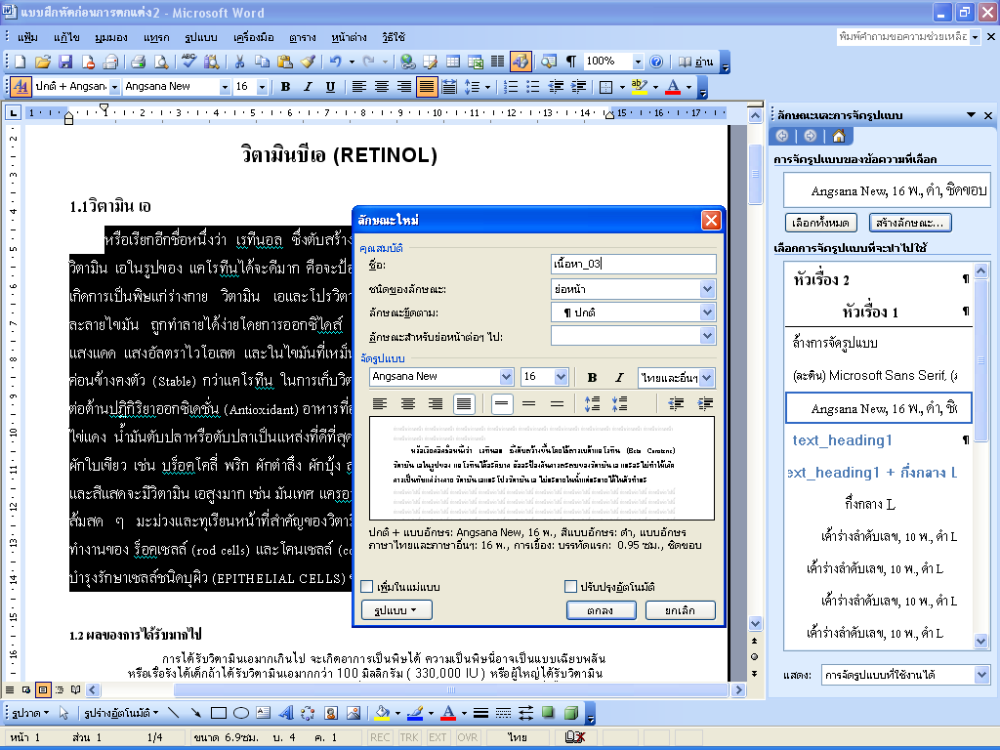 แบบฝึกหัดก่อนการตกแต่ง2 - Microsoft Word
แฟ้ม แก้ไข มุมมอง แทรก รูปแบบ เครื่องมือ ตาราง หน้าต่าง วิธีใช้
พิมพ์คำถามขอความช่วยเหลือ
100% อ่าน
ปกติ + Angsan Angsana New 16 B I U
วิตามินบีเอ (RETINOL)
1.1วิตามิน เอ
หรือเรียกอีกชื่อหนึ่งว่า เรทีนอล ซึ่งตับสร้าง
วิตามิน เอในรูปของ แคโรทีนได้จะดีมาก คือจะป้อ
เกิดการเป็นพิษแก่ร่างกาย วิตามิน เอและโปรวิตา
ละลายไขมัน ถูกทำลายได้ง่ายโดยการออกซิไดส์
แสงแดด แสงอัลตราไวโอเลต และในไขมันที่เหม็น
ค่อนข้างคงตัว (Stable) กว่าแคโรทีน ในการเก็บวิต
ต่อต้านปฏิกิริยาออกซิเดชั่น (Antioxidant) อาหารที่
ไข่แดง น้ำมันตับปลาหรือตับปลาเป็นแหล่งที่ดีที่สุด
ผักใบเขียว เช่น บร็อคโคลี่ พริก ผักตำลึง ผักบุ้ง
และสีแสดจะมีวิตามิน เอสูงมาก เช่น มันเทศ แครอ
ส้มสด ๆ มะม่วงและทุเรียนหน้าที่สำคัญของวิตามิ
ทำงานของ ร็อคเซลล์ (rod cells) และโคนเซลล์ (co
บำรุงรักษาเซลล์ชนิดบุผิว (EPITHELIAL CELLS)
1.2 ผลของการได้รับมากไป
การได้รับวิตามินเอมากเกินไป จะเกิดอาการเป็นพิษได้ ความเป็นพิษนี่อาจเป็นแบบเฉียบพลัน
หรือเรื้อรังได้เด็กถ้าได้รับวิตามินเอมากกว่า 100 มิลลิกรัม ( 330,000 IU ) หรือผู้ใหญ่ได้รับวิตามิน
ลักษณะใหม่
คุณสมบัติ
ชื่อ: เนื้อหา_03
ชนิดของลักษณะ: ย่อหน้า
ลักษณะยึดตาม: ¶ ปกติ
ลักษณะสำหรับย่อหน้าต่อๆ ไป:
จัดรูปแบบ
Angsana New 16 B I ไทยและอื่นๆ
ปกติ + แบบอักษร: Angsana New, 16 พ., สีแบบอักษร: ดำ, แบบอักษร
ภาษาไทยและภาษาอื่นๆ: 16 พ., การเยื้อง: บรรทัดแรก: 0.95 ซม., ชิดขอบ
เพิ่มในแม่แบบ ปรับปรุงอัตโนมัติ
รูปแบบ ตกลง ยกเลิก
ลักษณะและการจัดรูปแบบ
การจัดรูปแบบของข้อความที่เลือก
Angsana New, 16 พ., ดำ, ชิดขอบ
เลือกทั้งหมด สร้างลักษณะ...
เลือกการจัดรูปแบบที่จะนำไปใช้
หัวเรื่อง 2 ¶
หัวเรื่อง 1 ¶
ล้างการจัดรูปแบบ
(ละติน) Microsoft Sans Serif,
Angsana New, 16 พ., ดำ, ชิด
text_heading1 ¶
ext_heading1 + กึ่งกลาง L
กึ่งกลาง L
เค้าร่างลำดับเลข, 10 พ., ดำ L
เค้าร่างลำดับเลข, 10 พ., ดำ L
เค้าร่างลำดับเลข, 10 พ., ดำ L
เค้าร่างลำดับเลข, 10 พ., ดำ L
แสดง: การจัดรูปแบบที่ใช้งานได้
รูปวาด รูปร่างอัตโนมัติ
หน้า 1 ส่วน 1 1/4 ขนาด 6.9ซม. บ. 4 ค. 1 REC TRK EXT OVR ไทย